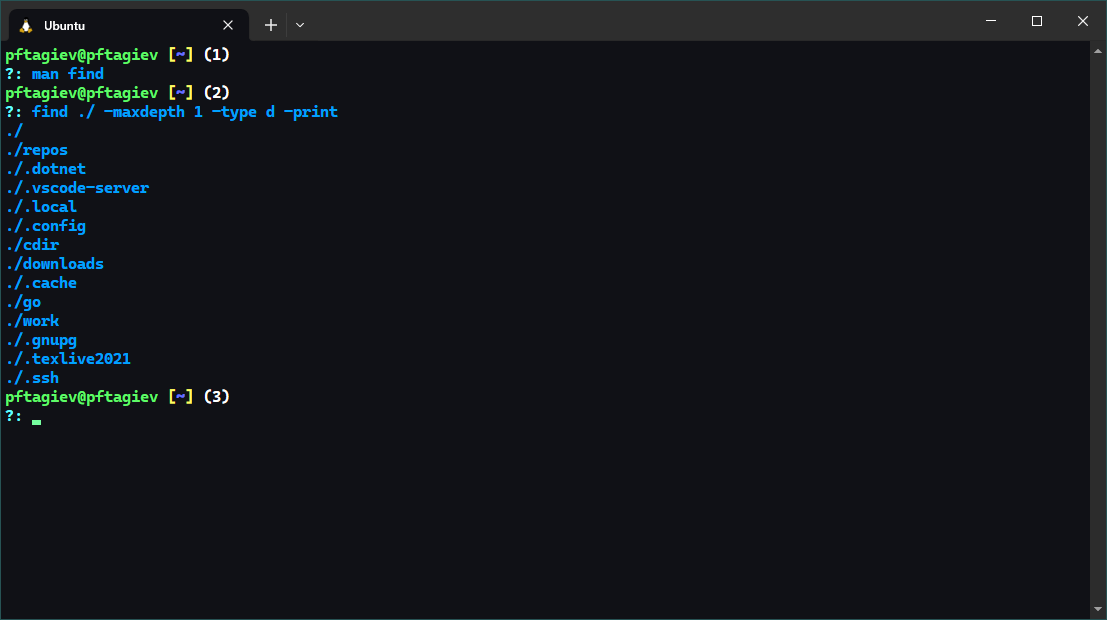 Ubuntu
pftagiev@pftagiev [~] (1)
?: man find
pftagiev@pftagiev [~] (2)
?: find ./ -maxdepth 1 -type d -print
./
./repos
./.dotnet
./.vscode-server
./.local
./.config
./cdir
./downloads
./.cache
./go
./work
./.gnupg
./.texlive2021
./.ssh
pftagiev@pftagiev [~] (3)
?: